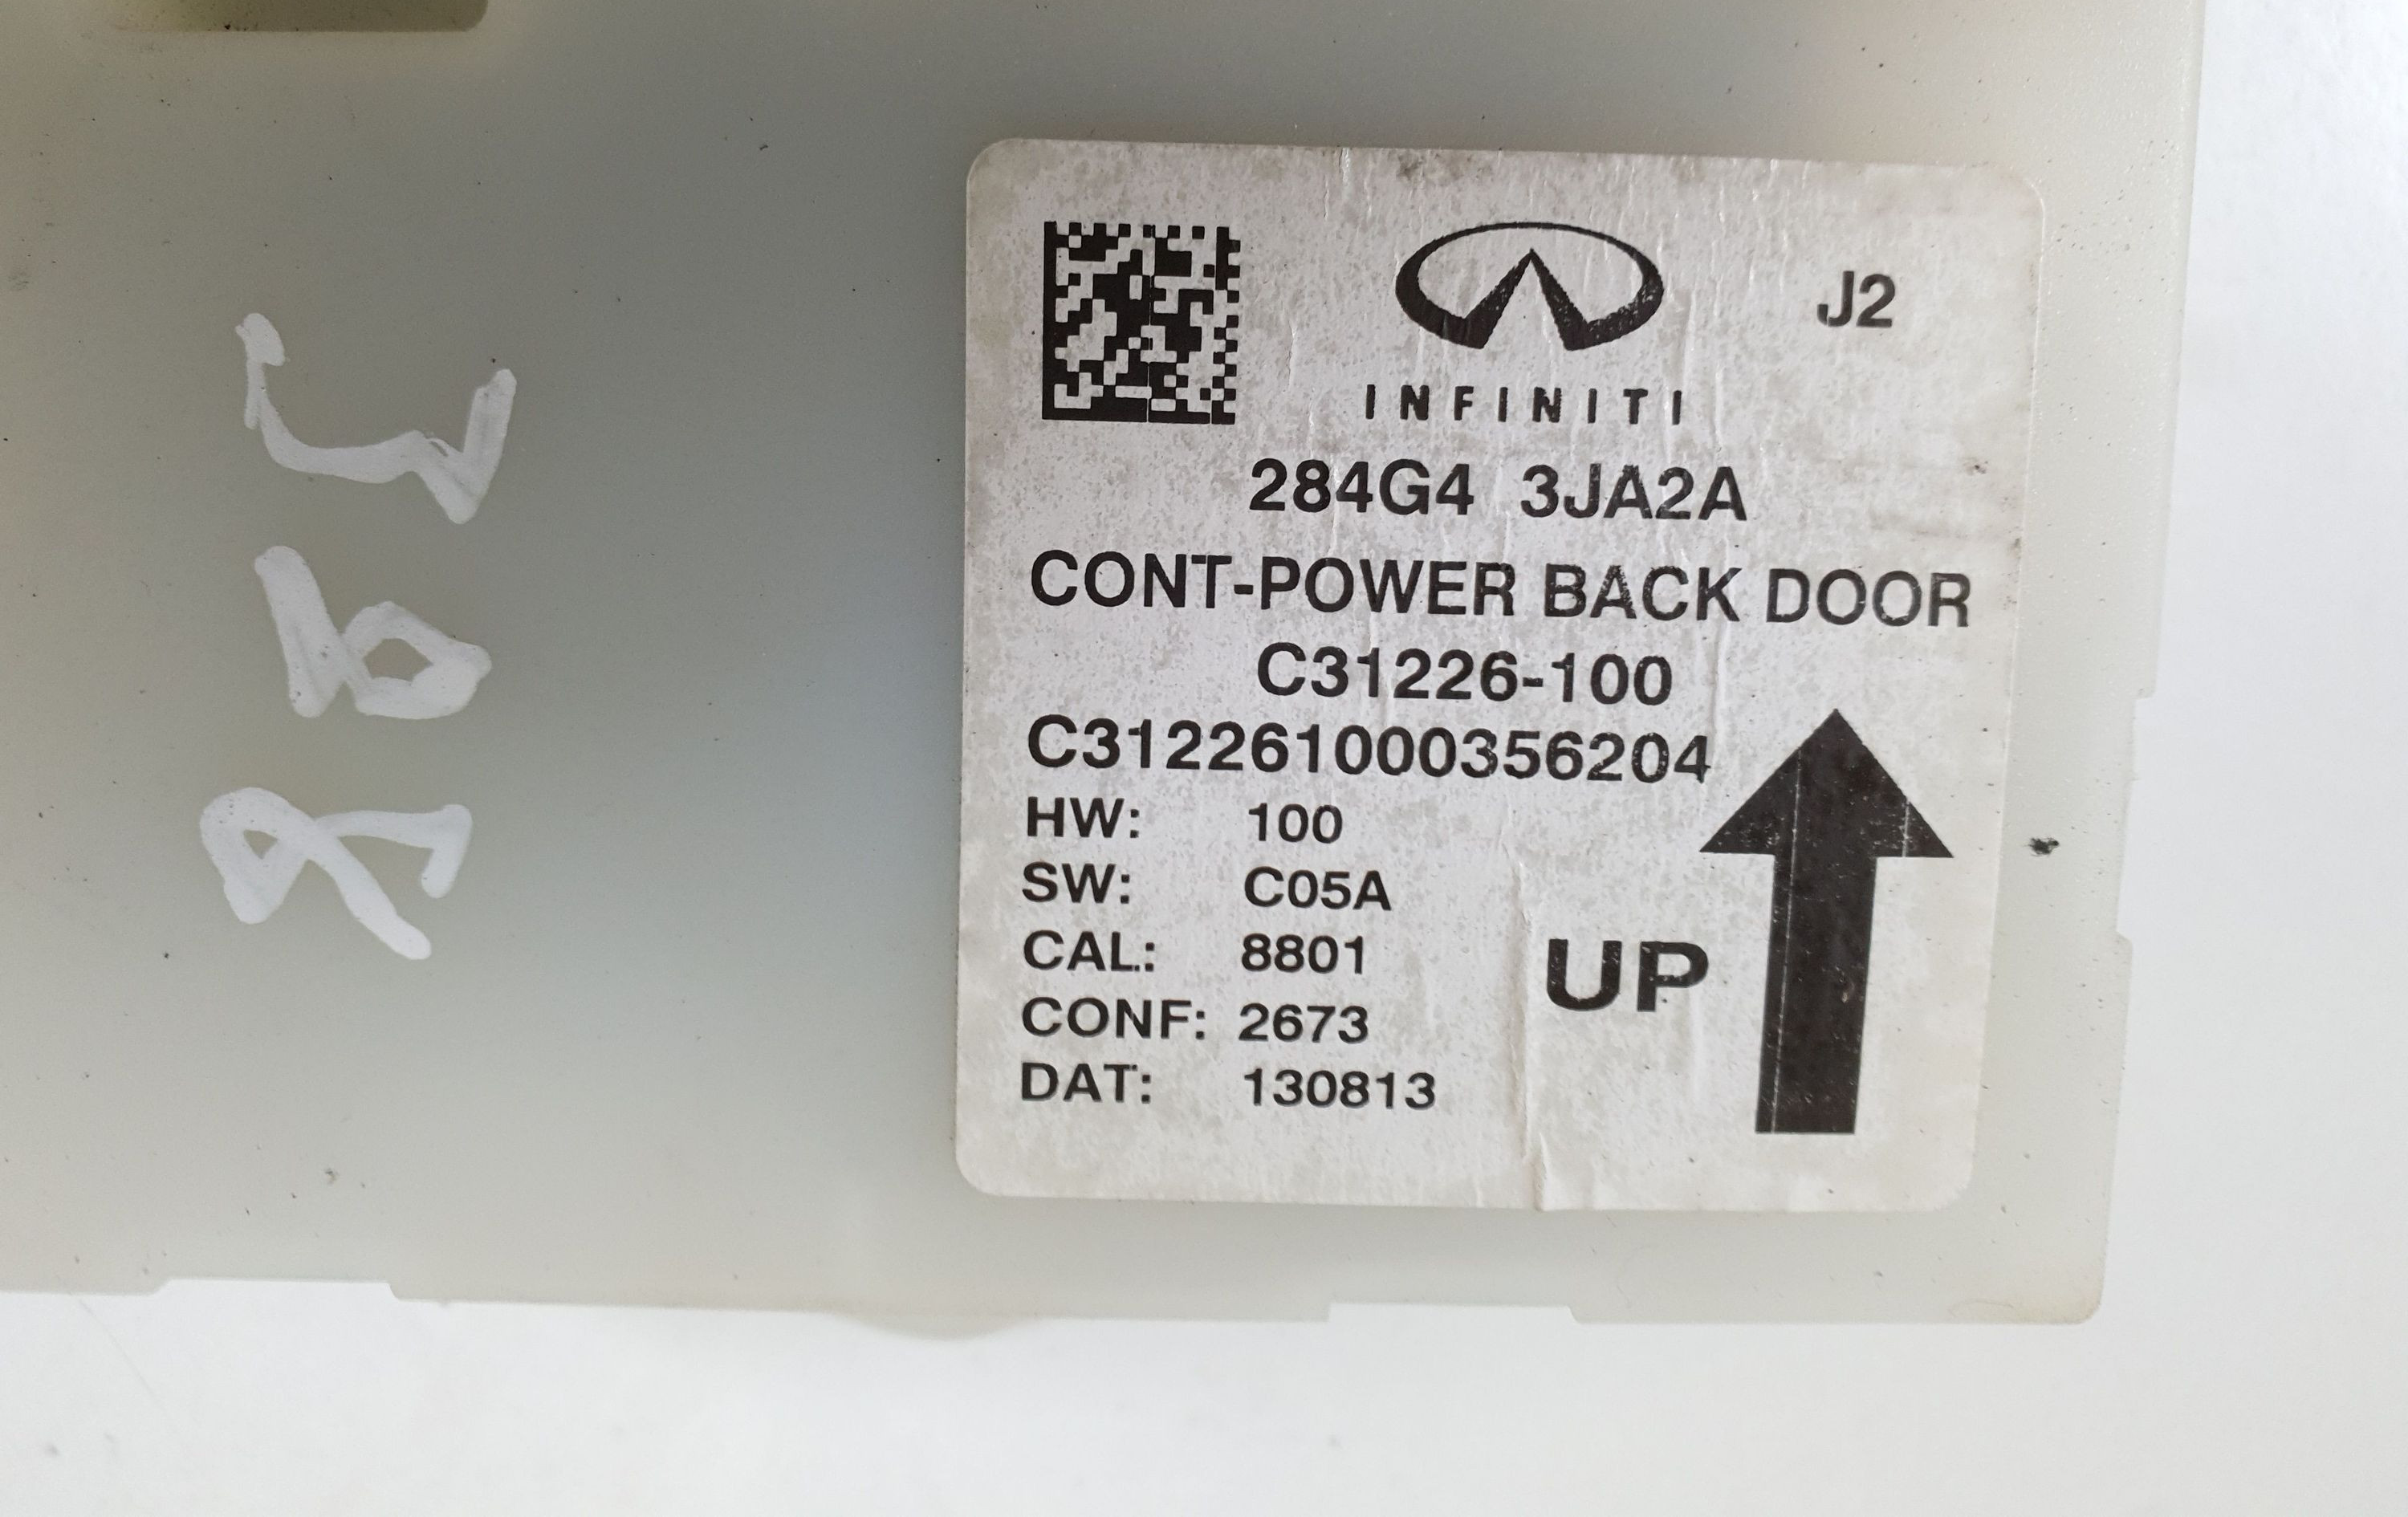 J2
INFINITI
284G4 3JA2A
CONT-POWER BACK DOOR
C31226-100
C312261000356204
HW: 100
SW: C05A
CAL: 8801
CONF: 2673
DAT: 130813
UP